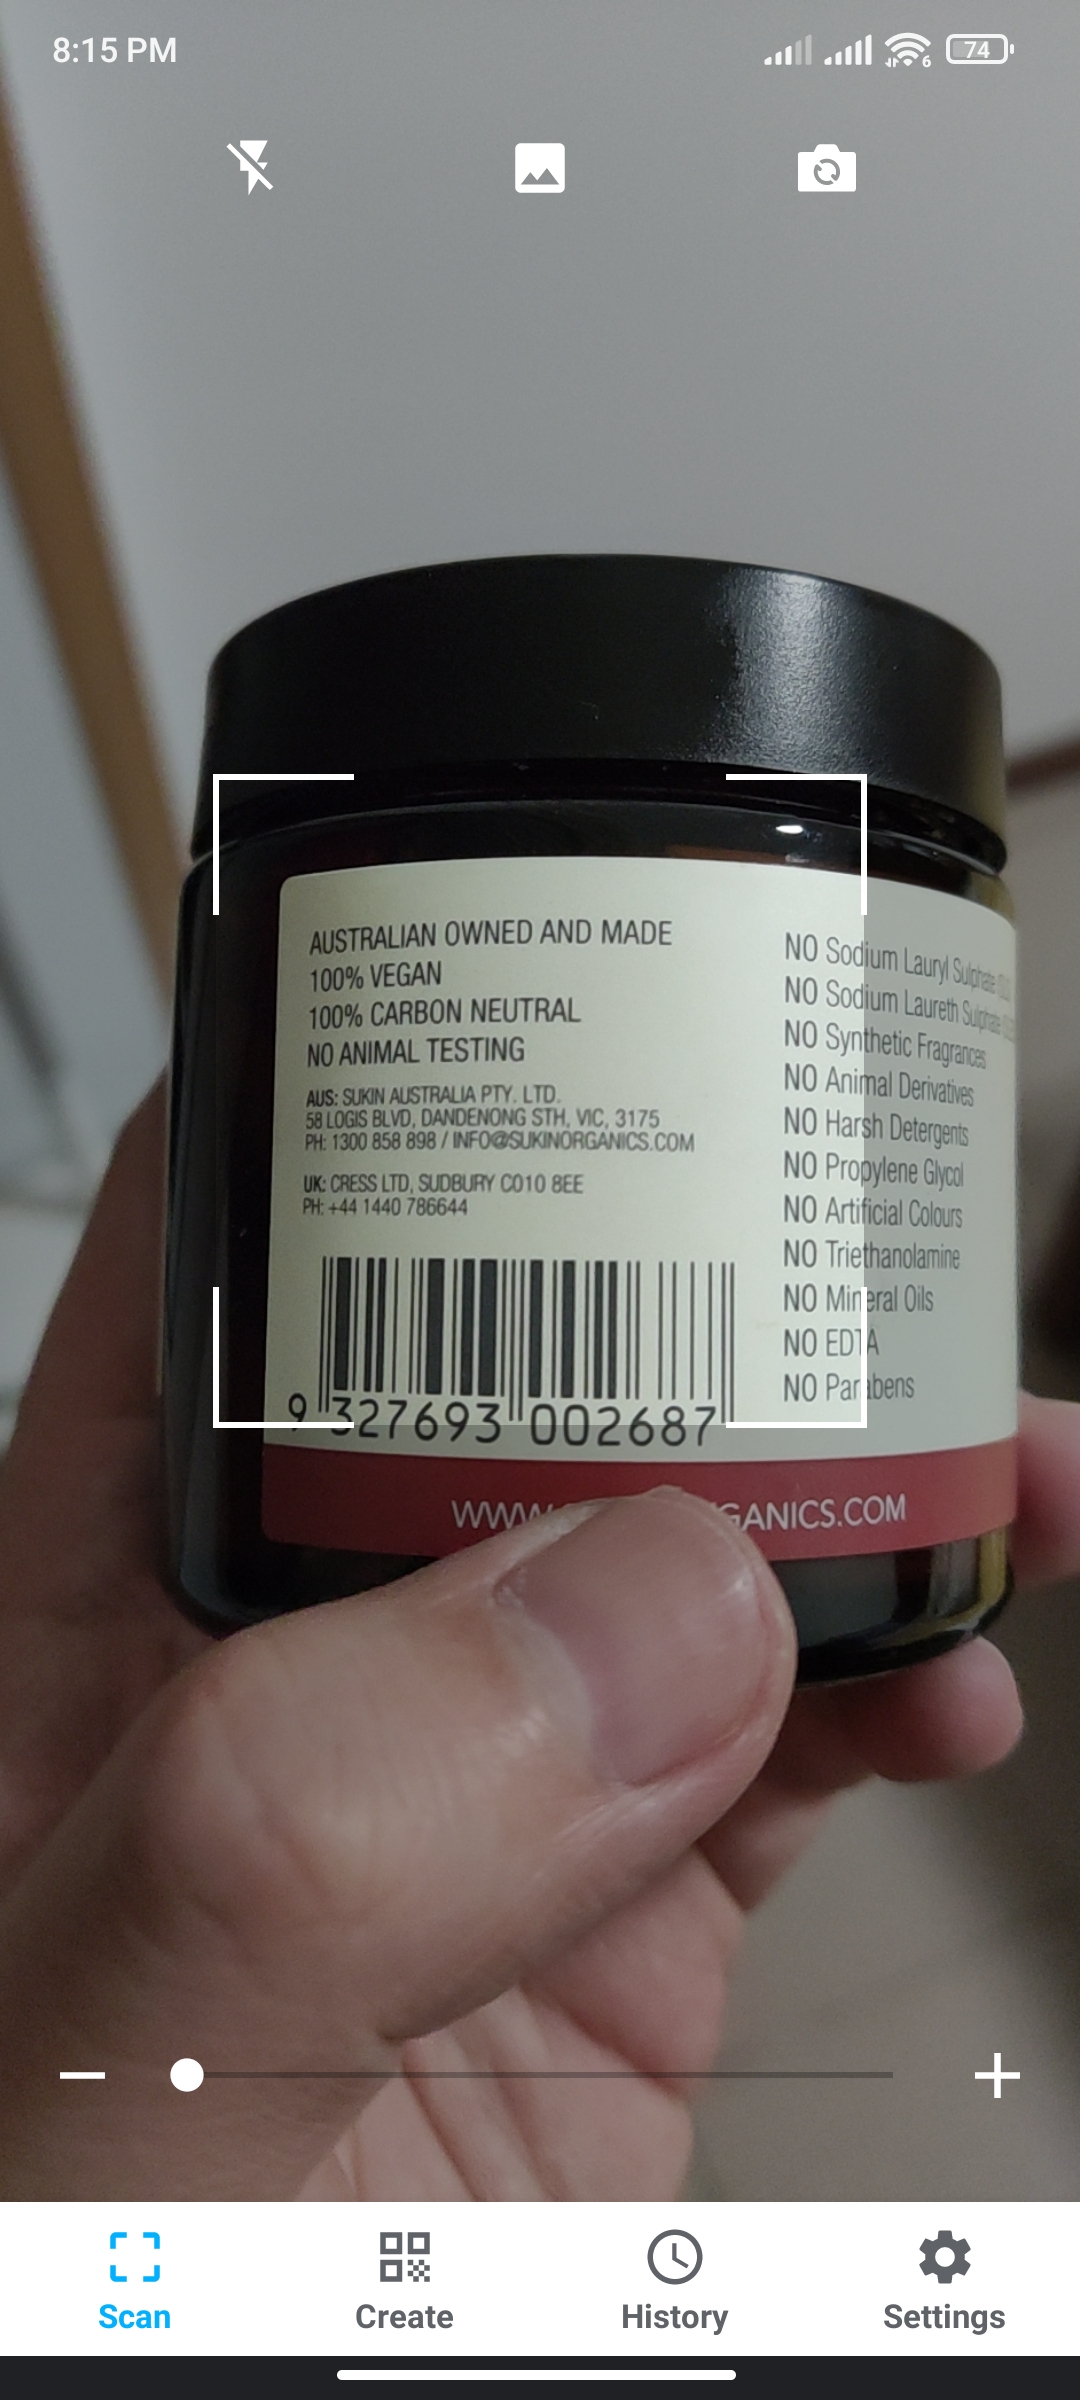 8:15 PM
6
74
AUSTRALIAN OWNED AND MADE
100% VEGAN
100% CARBON NEUTRAL
NO ANIMAL TESTING
AUS: SUKIN AUSTRALIA PTY. LTD.
58 LOGIS BLVD, DANDENONG STH, VIC, 3175
PH: 1300 858 898 / INFO@SUKINORGANICS.COM
UK: CRESS LTD, SUDBURY CO10 8EE
PH: +44 1440 786644
9 327693 002687
NO Sodium Lauryl Sulphate
NO Sodium Laureth Sulphate
NO Synthetic Fragrances
NO Animal Derivatives
NO Harsh Detergents
NO Propylene Glycol
NO Artificial Colours
NO Triethanolamine
NO Mineral Oils
NO EDTA
NO Parabens
GANICS.COM
Scan
Create
History
Settings